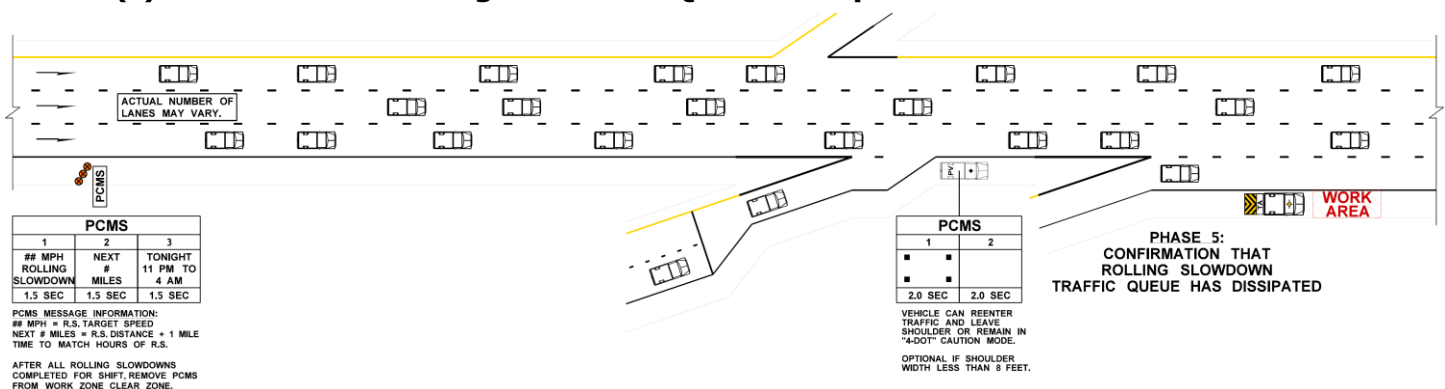 ACTUAL NUMBER OF
LANES MAY VARY.
PCMS
PCMS
1 2 3
## MPH NEXT TONIGHT
ROLLING # 11 PM TO
SLOWDOWN MILES 4 AM
1.5 SEC 1.5 SEC 1.5 SEC
PCMS MESSAGE INFORMATION:
## MPH = R.S. TARGET SPEED
NEXT # MILES = R.S. DISTANCE + 1 MILE
TIME TO MATCH HOURS OF R.S.
AFTER ALL ROLLING SLOWDOWNS
COMPLETED FOR SHIFT, REMOVE PCMS
FROM WORK ZONE CLEAR ZONE.
PV
PCMS
1 2
2.0 SEC 2.0 SEC
VEHICLE CAN REENTER
TRAFFIC AND LEAVE
SHOULDER OR REMAIN IN
"4-DOT" CAUTION MODE.
OPTIONAL IF SHOULDER
WIDTH LESS THAN 8 FEET.
TA
WORK
AREA
PHASE 5:
CONFIRMATION THAT
ROLLING SLOWDOWN
TRAFFIC QUEUE HAS DISSIPATED